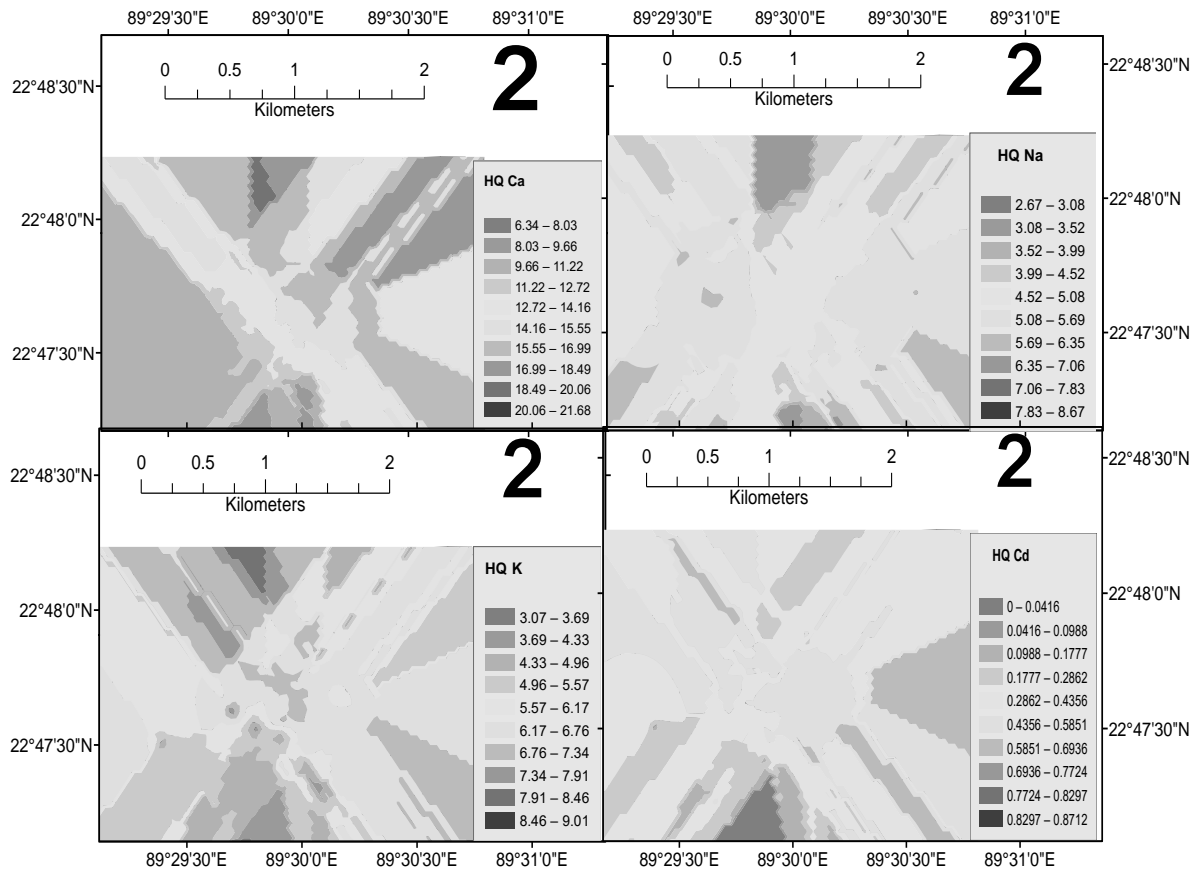 89°29'30"E 89°30'0"E 89°30'30"E 89°31'0"E 89°29'30"E 89°30'0"E 89°30'30"E 89°31'0"E
22°48'30"N
22°48'0"N
22°47'30"N
0 0.5 1 2
Kilometers
2
HQ Ca
6.34 – 8.03
8.03 – 9.66
9.66 – 11.22
11.22 – 12.72
12.72 – 14.16
14.16 – 15.55
15.55 – 16.99
16.99 – 18.49
18.49 – 20.06
20.06 – 21.68
0 0.5 1 2
Kilometers
2
HQ Na
2.67 – 3.08
3.08 – 3.52
3.52 – 3.99
3.99 – 4.52
4.52 – 5.08
5.08 – 5.69
5.69 – 6.35
6.35 – 7.06
7.06 – 7.83
7.83 – 8.67
22°48'30"N
22°48'0"N
22°47'30"N
22°48'30"N
22°48'0"N
22°47'30"N
0 0.5 1 2
Kilometers
2
HQ K
3.07 – 3.69
3.69 – 4.33
4.33 – 4.96
4.96 – 5.57
5.57 – 6.17
6.17 – 6.76
6.76 – 7.34
7.34 – 7.91
7.91 – 8.46
8.46 – 9.01
0 0.5 1 2
Kilometers
2
HQ Cd
0 – 0.0416
0.0416 – 0.0988
0.0988 – 0.1777
0.1777 – 0.2862
0.2862 – 0.4356
0.4356 – 0.5851
0.5851 – 0.6936
0.6936 – 0.7724
0.7724 – 0.8297
0.8297 – 0.8712
22°48'30"N
22°48'0"N
22°47'30"N
89°29'30"E 89°30'0"E 89°30'30"E 89°31'0"E 89°29'30"E 89°30'0"E 89°30'30"E 89°31'0"E